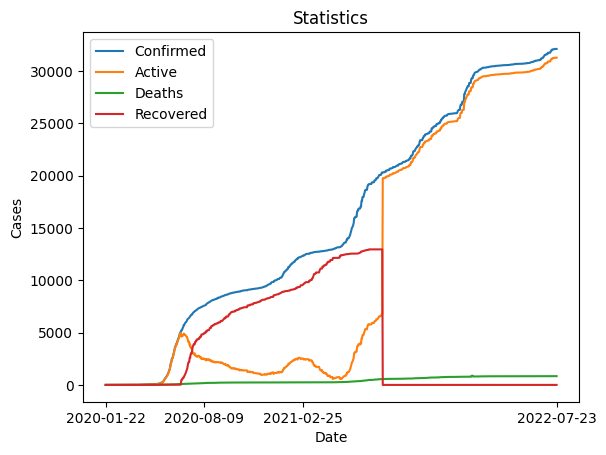 Statistics
Confirmed
Active
Deaths
Recovered
Cases
30000
25000
20000
15000
10000
5000
0
2020-01-22 2020-08-09 2021-02-25 2022-07-23
Date